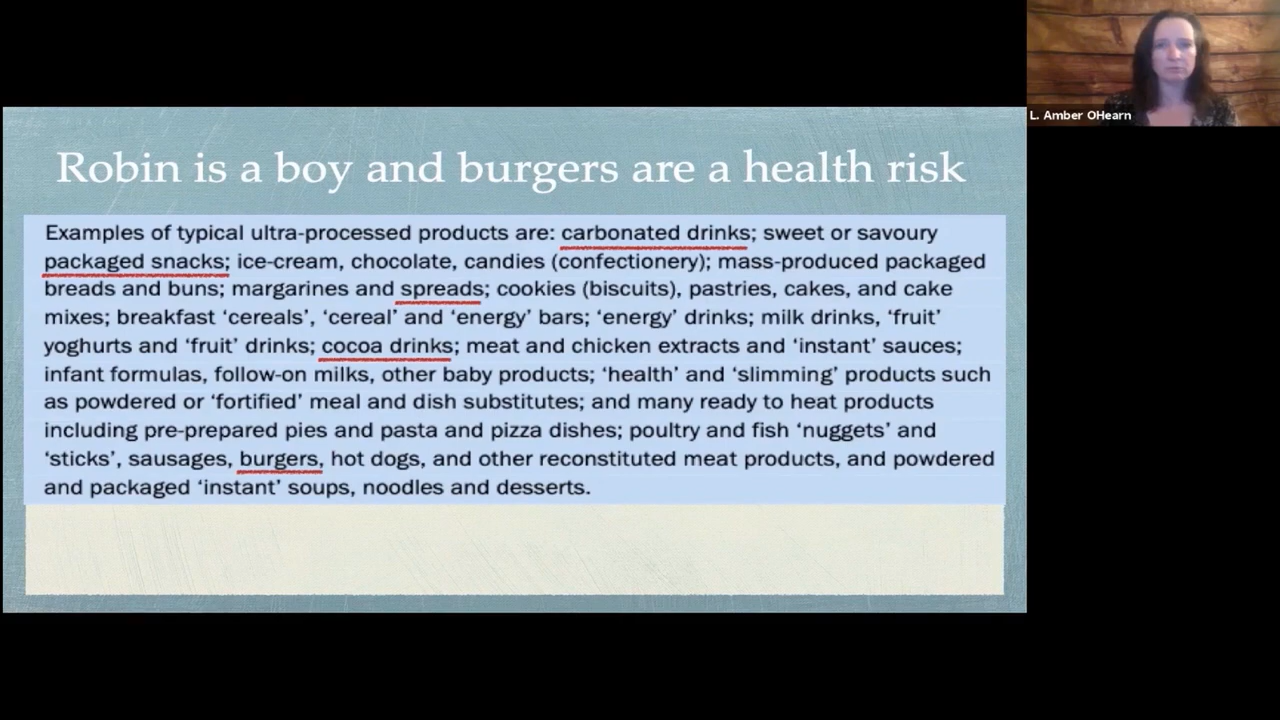 L. Amber OHearn
Robin is a boy and burgers are a health risk
Examples of typical ultra-processed products are: carbonated drinks; sweet or savoury
packaged snacks; ice-cream, chocolate, candies (confectionery); mass-produced packaged
breads and buns; margarines and spreads; cookies (biscuits), pastries, cakes, and cake
mixes; breakfast ‘cereals’, ‘cereal’ and ‘energy’ bars; ‘energy’ drinks; milk drinks, ‘fruit’
yoghurts and ‘fruit’ drinks; cocoa drinks; meat and chicken extracts and ‘instant’ sauces;
infant formulas, follow-on milks, other baby products; ‘health’ and ‘slimming’ products such
as powdered or ‘fortified’ meal and dish substitutes; and many ready to heat products
including pre-prepared pies and pasta and pizza dishes; poultry and fish ‘nuggets’ and
‘sticks’, sausages, burgers, hot dogs, and other reconstituted meat products, and powdered
and packaged ‘instant’ soups, noodles and desserts.